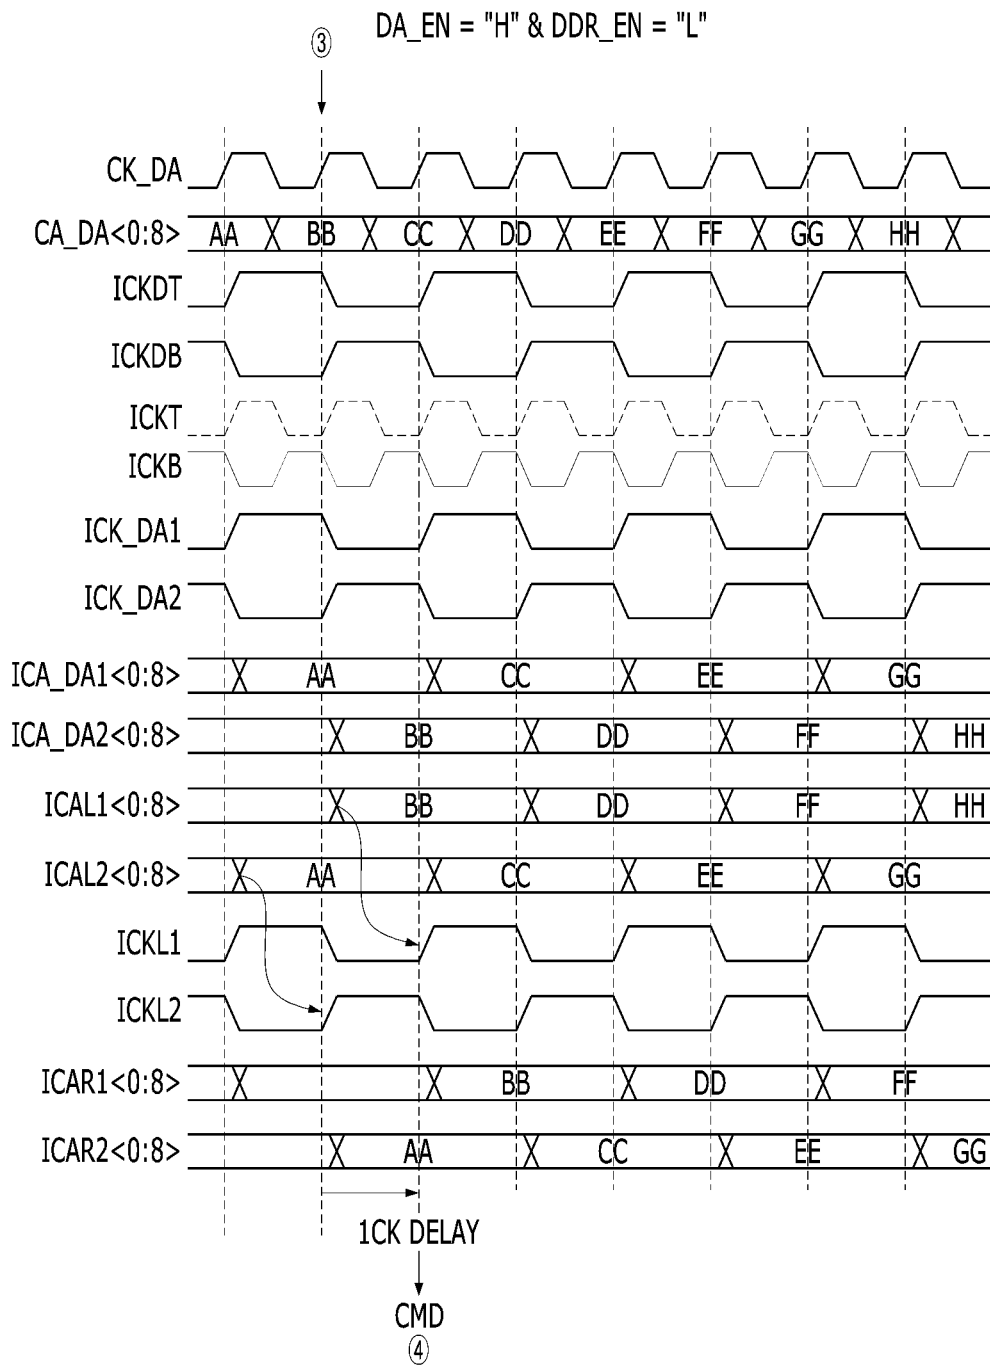 DA_EN = "H" & DDR_EN = "L"
③
CK_DA
CA_DA<0:8> AA BB CC DD EE FF GG HH
ICKDT
ICKDB
ICKT
ICKB
ICK_DA1
ICK_DA2
ICA_DA1<0:8> AA CC EE GG
ICA_DA2<0:8> BB DD FF HH
ICAL1<0:8> BB DD FF HH
ICAL2<0:8> AA CC EE GG
ICKL1
ICKL2
ICAR1<0:8> BB DD FF
ICAR2<0:8> AA CC EE GG
1CK DELAY
CMD
④